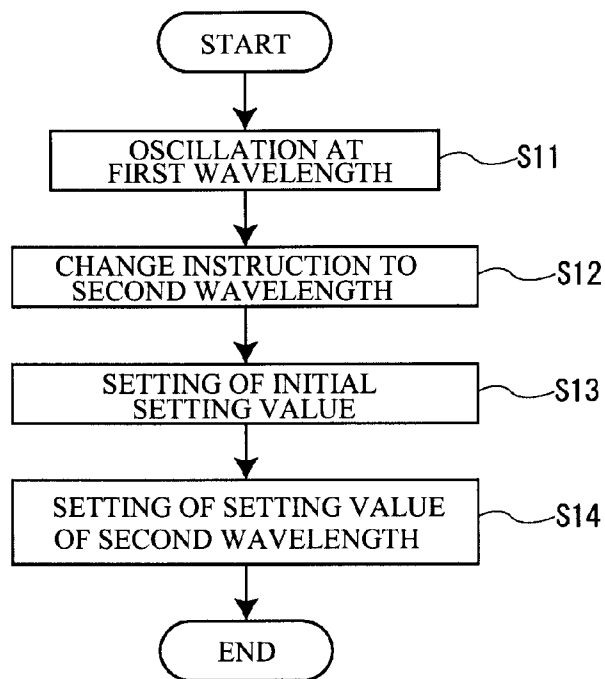 START
OSCILLATION AT
FIRST WAVELENGTH
S11
CHANGE INSTRUCTION TO
SECOND WAVELENGTH
S12
SETTING OF INITIAL
SETTING VALUE
S13
SETTING OF SETTING VALUE
OF SECOND WAVELENGTH
S14
END